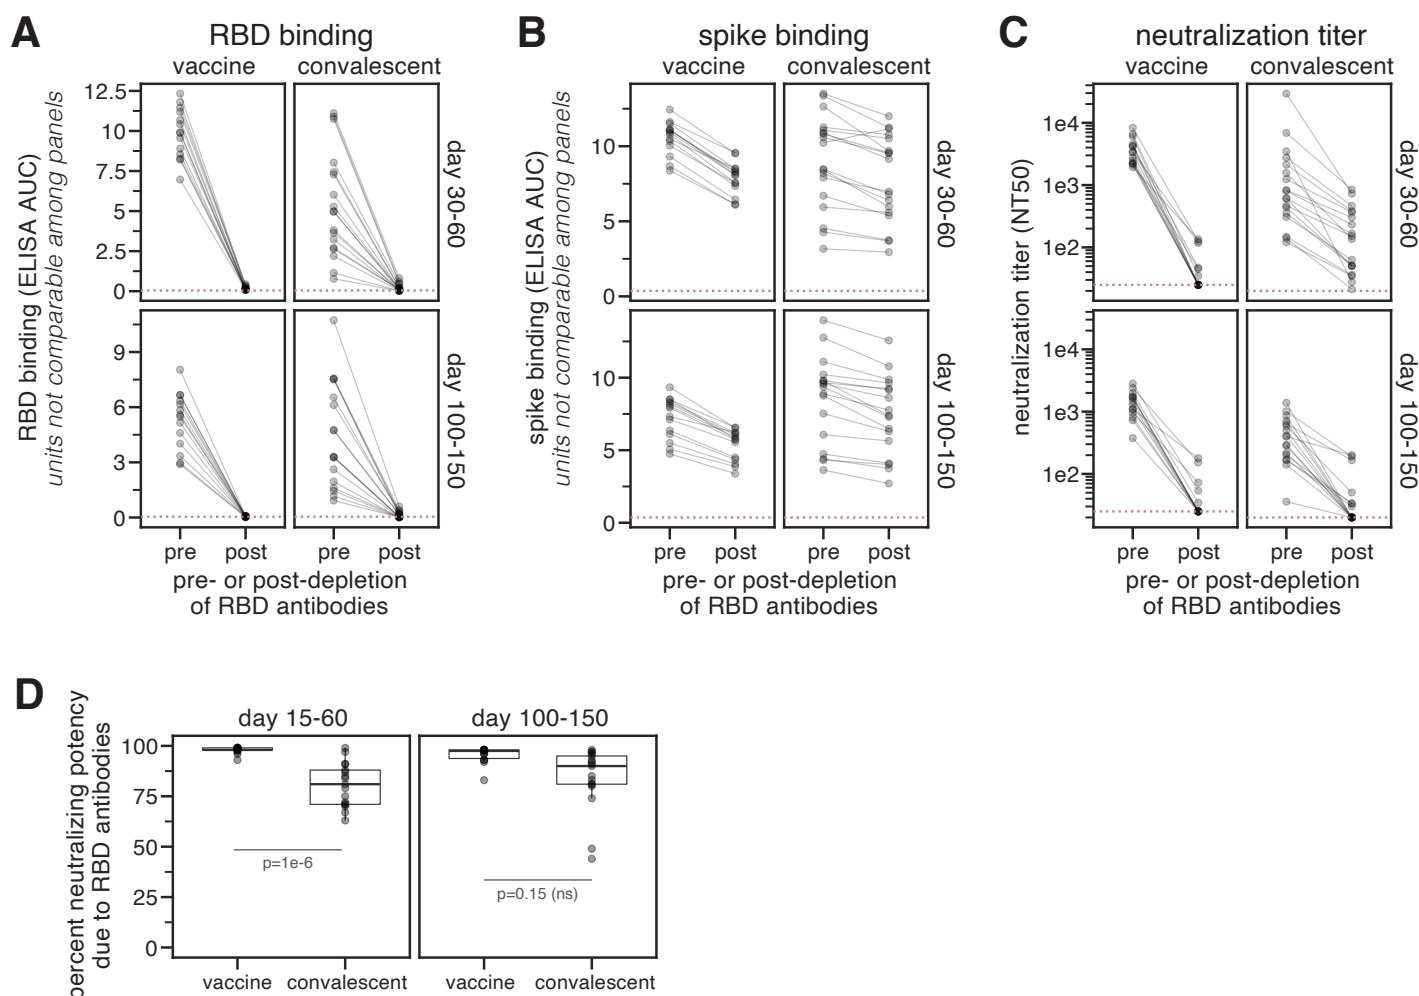 A
RBD binding
vaccine
convalescent
RBD binding (ELISA AUC)
units not comparable among panels
12.5
10
7.5
5
2.5
0
day 30-60
9
6
3
0
day 100-150
pre
post
pre
post
pre- or post-depletion
of RBD antibodies
B
spike binding
vaccine
convalescent
spike binding (ELISA AUC)
units not comparable among panels
10
5
0
day 30-60
10
5
0
day 100-150
pre
post
pre
post
pre- or post-depletion
of RBD antibodies
C
neutralization titer
vaccine
convalescent
neutralization titer (NT50)
1e4
1e3
1e2
day 30-60
1e4
1e3
1e2
day 100-150
pre
post
pre
post
pre- or post-depletion
of RBD antibodies
D
percent neutralizing potency
due to RBD antibodies
day 15-60
day 100-150
100
75
50
25
0
p=1e-6
p=0.15 (ns)
vaccine
convalescent
vaccine
convalescent